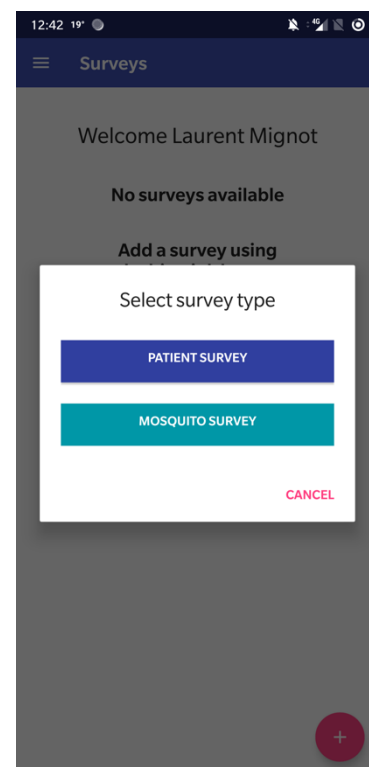 12:42 19° 4G
Surveys
Welcome Laurent Mignot
No surveys available
Add a survey using
Select survey type
PATIENT SURVEY
MOSQUITO SURVEY
CANCEL
+